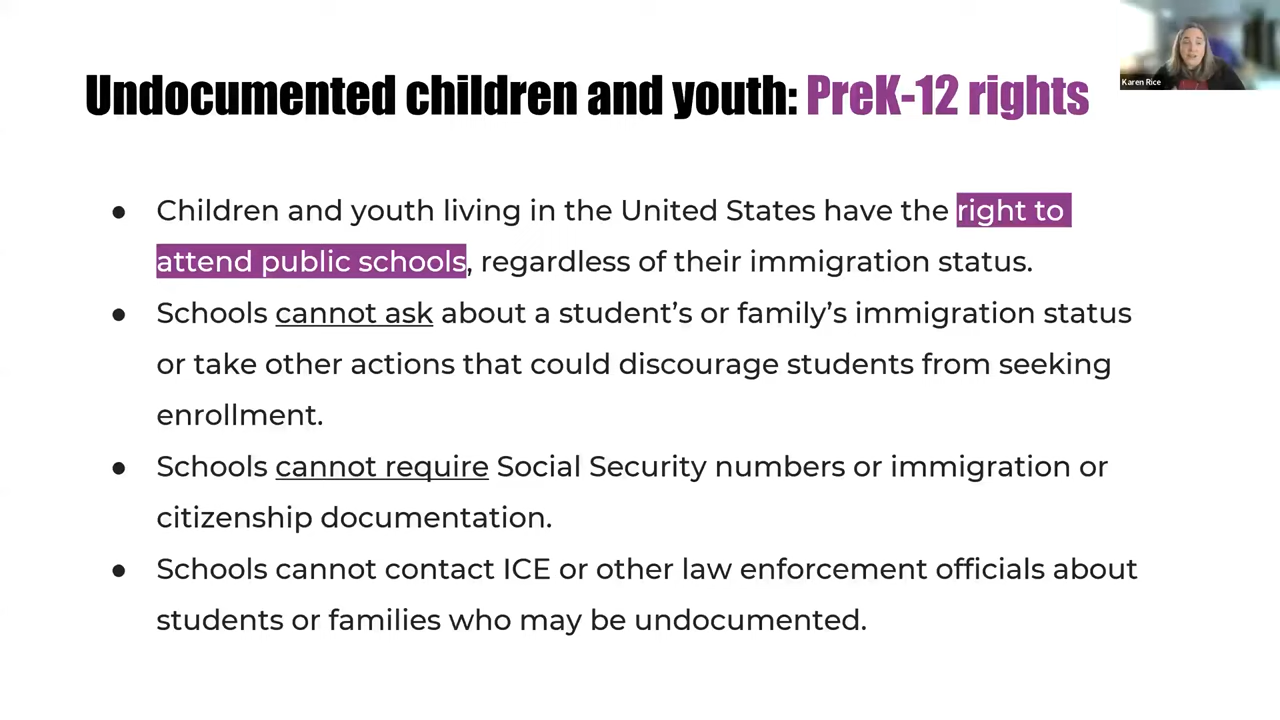 Karen Rice
Undocumented children and youth: PreK-12 rights
● Children and youth living in the United States have the right to
attend public schools, regardless of their immigration status.
● Schools cannot ask about a student’s or family’s immigration status
or take other actions that could discourage students from seeking
enrollment.
● Schools cannot require Social Security numbers or immigration or
citizenship documentation.
● Schools cannot contact ICE or other law enforcement officials about
students or families who may be undocumented.